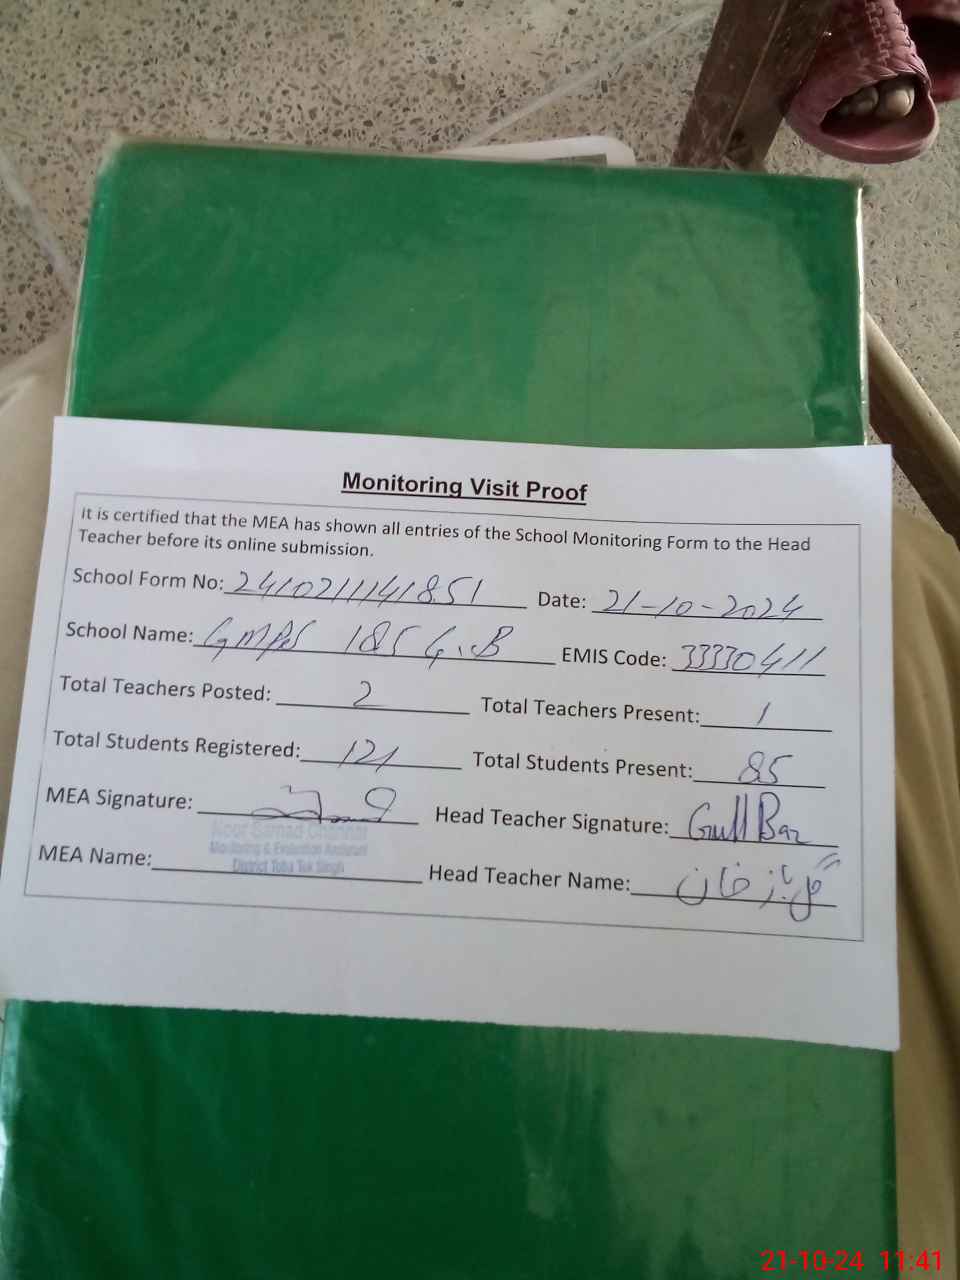 Monitoring Visit Proof
It is certified that the MEA has shown all entries of the School Monitoring Form to the Head
Teacher before its online submission.
School Form No: 2410211141851 Date: 21-10-2024
School Name: GMPS 185 G.B EMIS Code: 33330411
Total Teachers Posted: 2 Total Teachers Present: 1
Total Students Registered: 121 Total Students Present: 85
MEA Signature: Head Teacher Signature: Gull Baz
Noor Samad Channar
Monitoring & Evaluation Assistant
District Toba Tek Singh
MEA Name: Head Teacher Name: گل باز خان
21-10-24 11:41